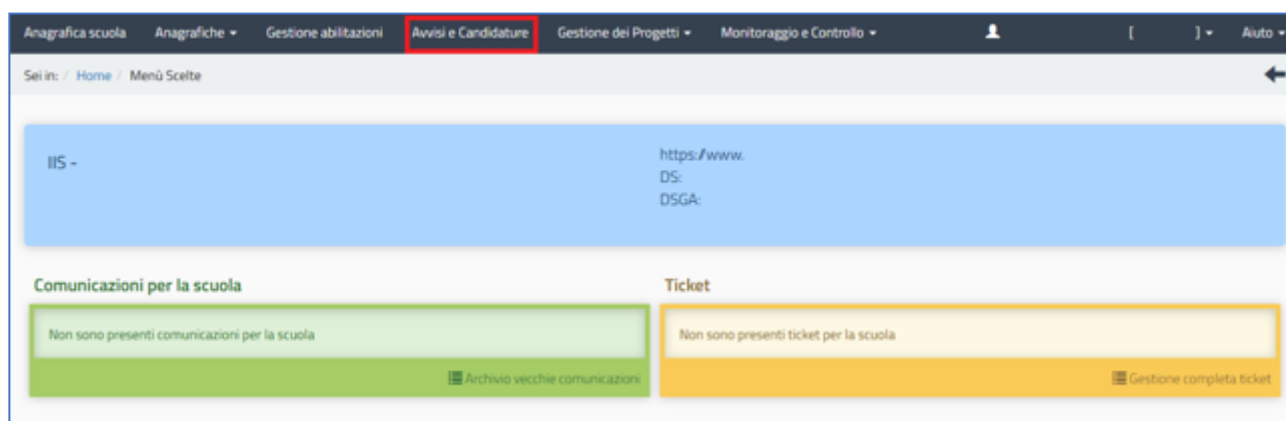 Anagrafica scuola Anagrafiche Gestione abilitazioni Avvisi e Candidature Gestione dei Progetti Monitoraggio e Controllo [ ] Aiuto
Sei in: / Home / Menù Scelte
IIS -
https://www.
DS:
DSGA:
Comunicazioni per la scuola
Non sono presenti comunicazioni per la scuola
Archivio vecchie comunicazioni
Ticket
Non sono presenti ticket per la scuola
Gestione completa ticket